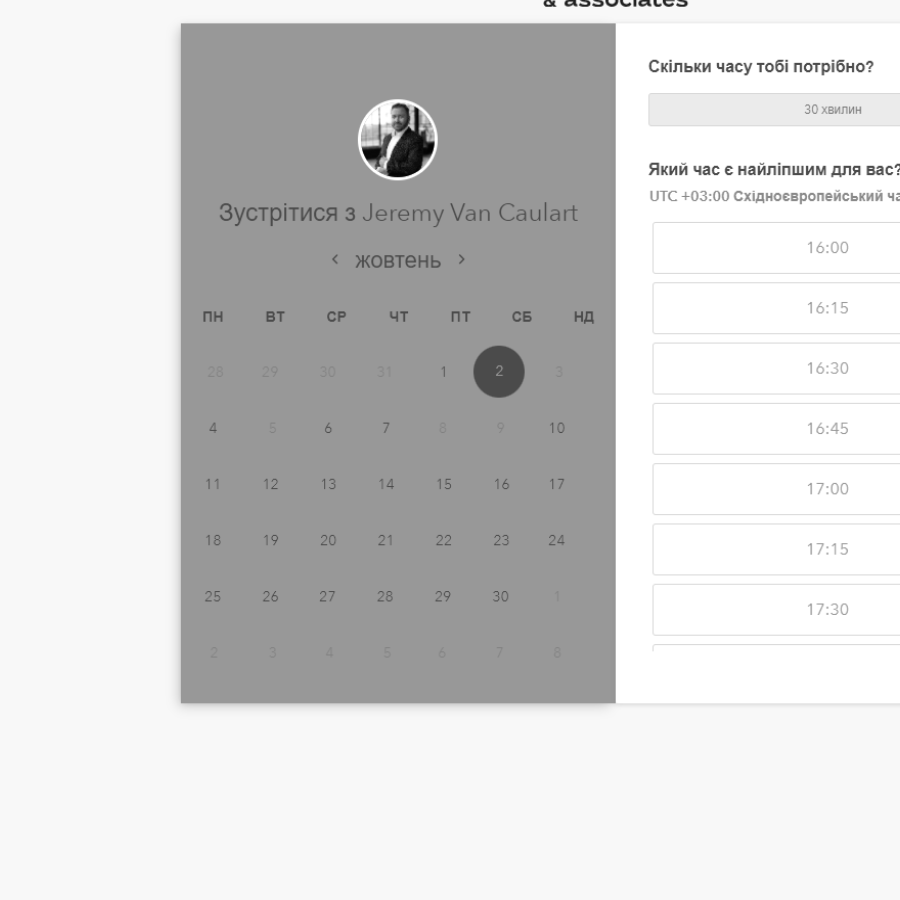 & associates
Зустрітися з Jeremy Van Caulart
‹ жовтень ›
ПН ВТ СР ЧТ ПТ СБ НД
28 29 30 31 1 2 3
4 5 6 7 8 9 10
11 12 13 14 15 16 17
18 19 20 21 22 23 24
25 26 27 28 29 30 1
2 3 4 5 6 7 8
Скільки часу тобі потрібно?
30 хвилин
Який час є найліпшим для вас?
UTC +03:00 Східноєвропейський ча
16:00
16:15
16:30
16:45
17:00
17:15
17:30